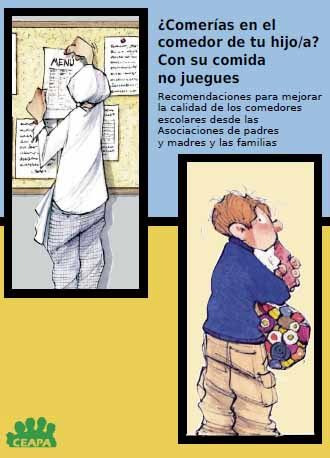 ¿Comerías en el
comedor de tu hijo/a?
Con su comida
no juegues
Recomendaciones para mejorar
la calidad de los comedores
escolares desde las
Asociaciones de padres
y madres y las familias
MENU
CEAPA